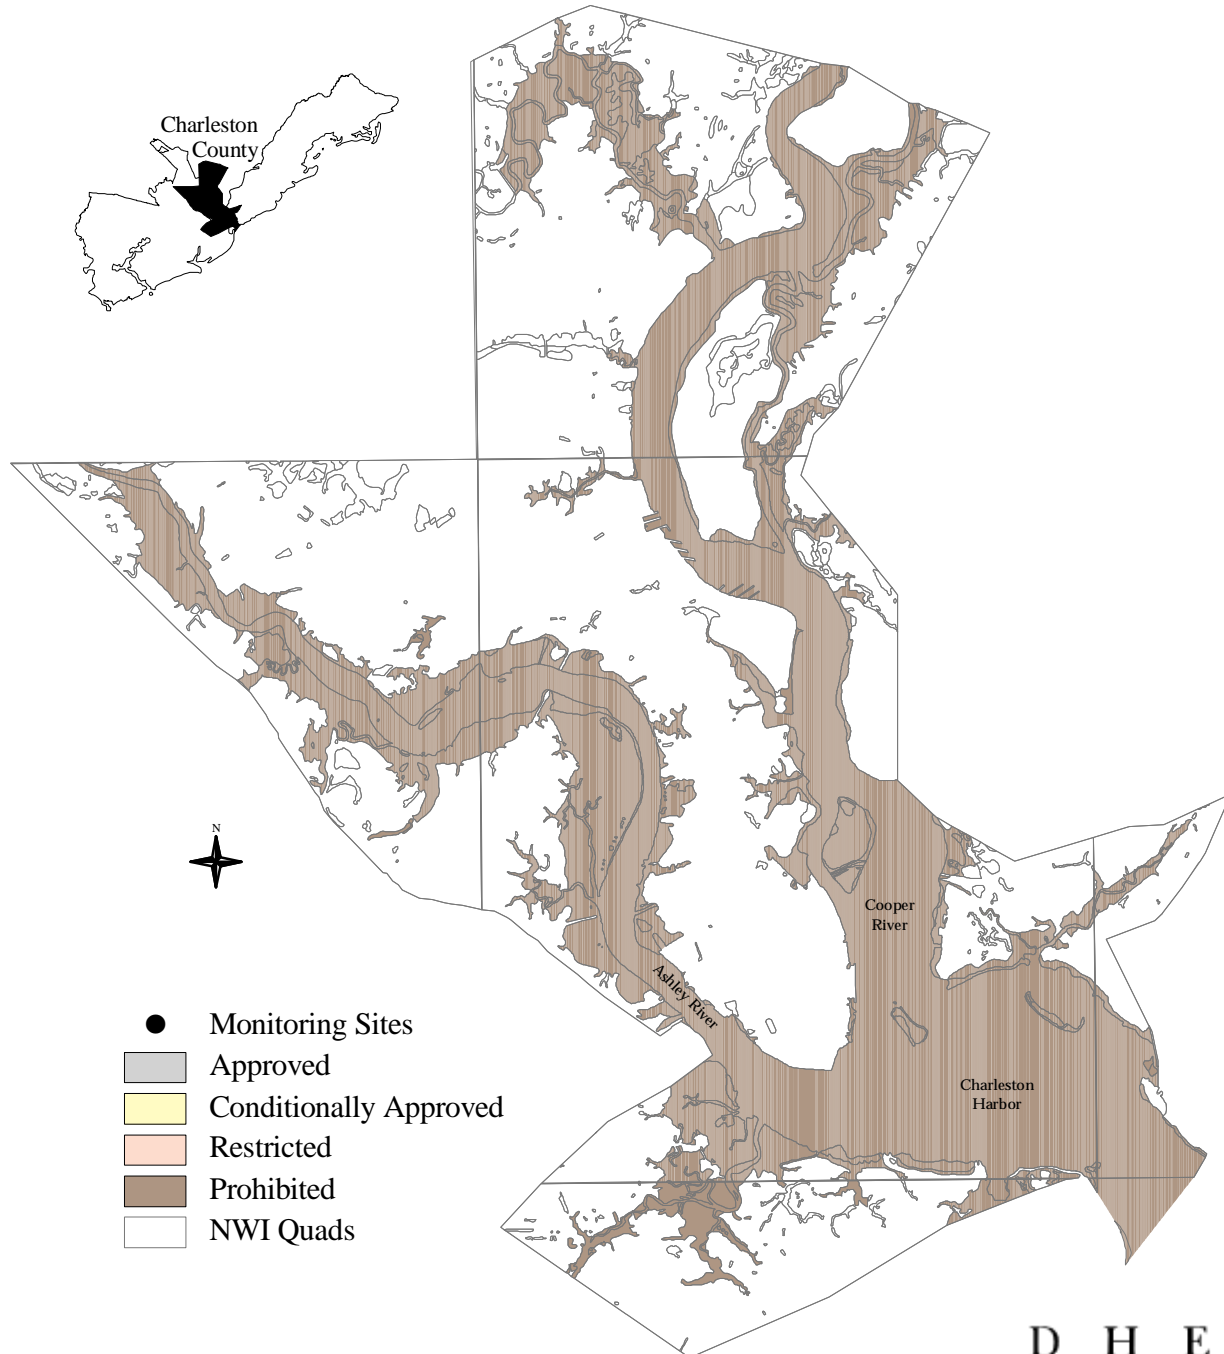 Charleston
County
N
Cooper
River
Ashley River
Charleston
Harbor
Monitoring Sites
Approved
Conditionally Approved
Restricted
Prohibited
NWI Quads
D H E